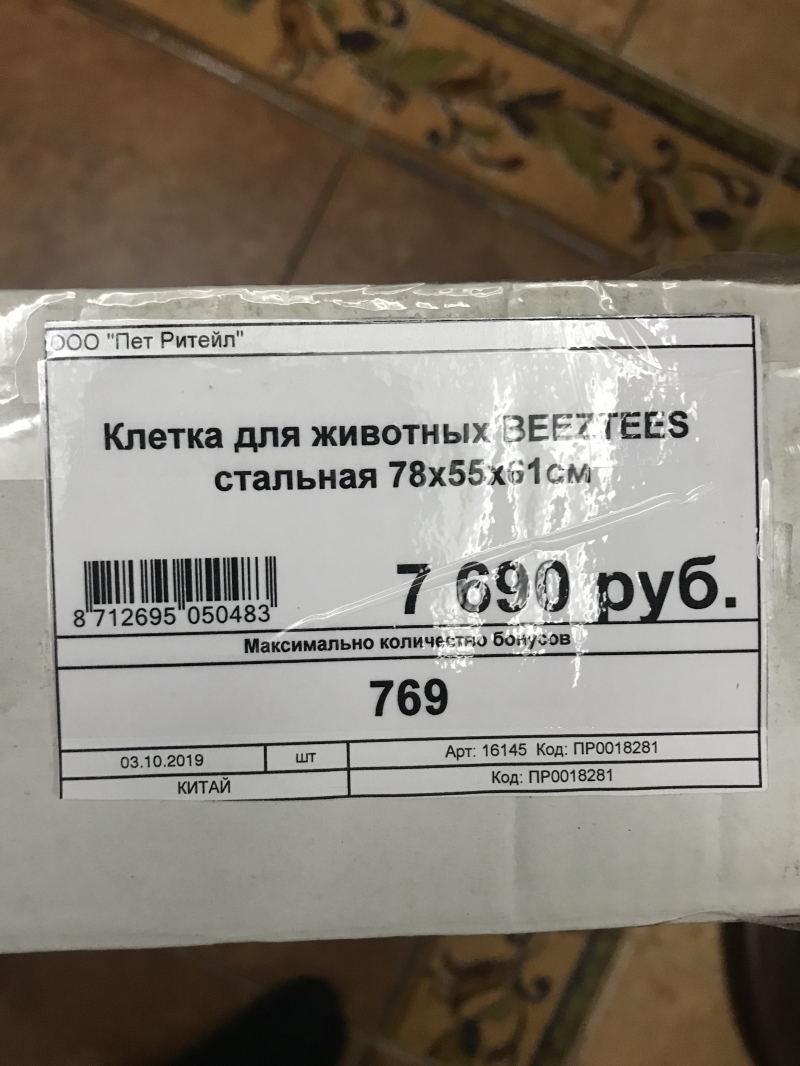 ООО "Пет Ритейл"
Клетка для животных BEEZTEES
стальная 78х55х61см
7 690 руб.
8 712695 050483
Максимально количество бонусов
769
03.10.2019 шт Арт: 16145 Код: ПР0018281
КИТАЙ Код: ПР0018281